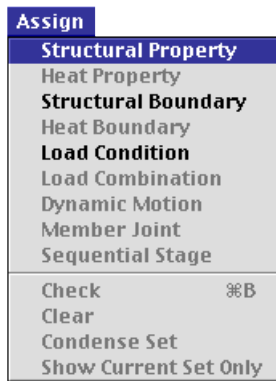 Assign
Structural Property
Heat Property
Structural Boundary
Heat Boundary
Load Condition
Load Combination
Dynamic Motion
Member Joint
Sequential Stage
Check ⌘B
Clear
Condense Set
Show Current Set Only